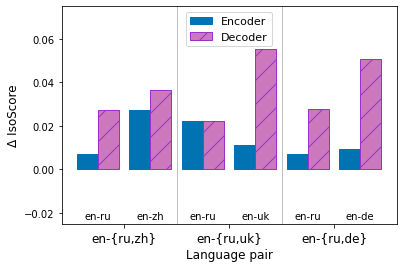 Encoder
Decoder
Δ IsoScore
0.06
0.04
0.02
0.00
−0.02
en-ru en-zh en-ru en-uk en-ru en-de
en-{ru,zh} en-{ru,uk} en-{ru,de}
Language pair